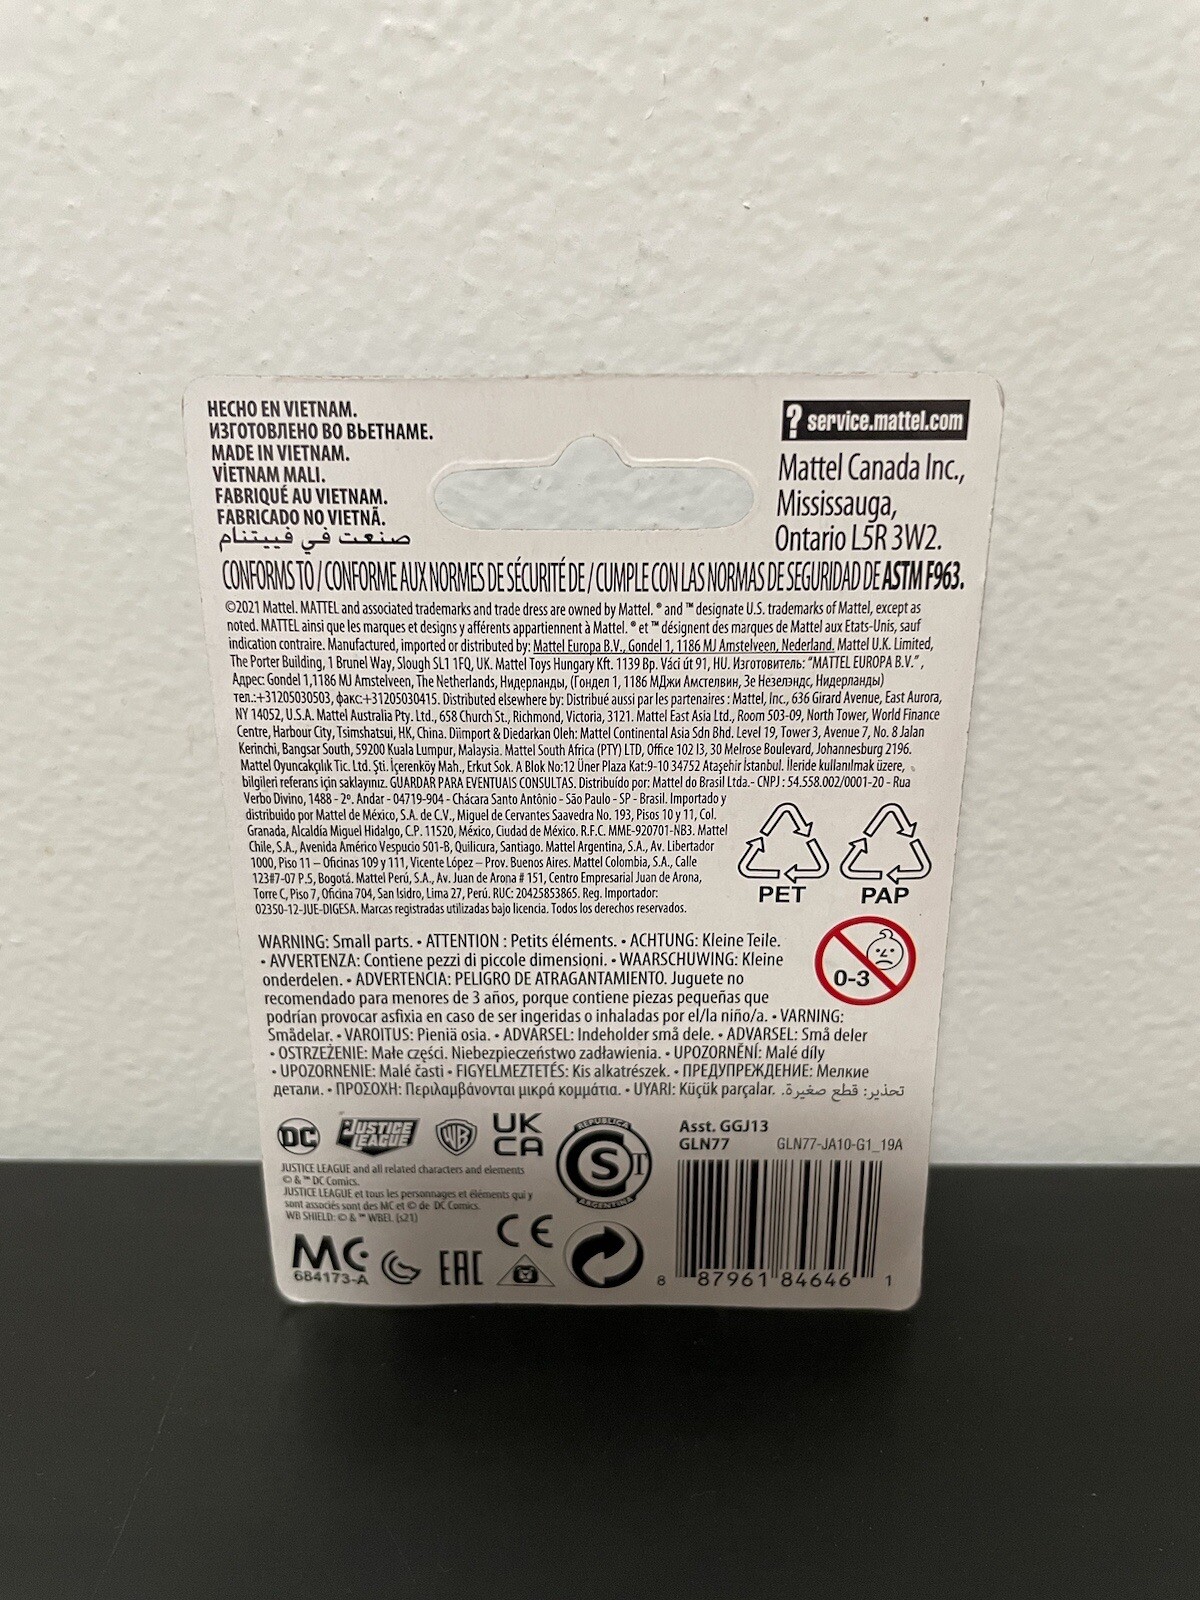 HECHO EN VIETNAM.
ИЗГОТОВЛЕНО ВО ВЬЕТНАМЕ.
MADE IN VIETNAM.
VİETNAM MALI.
FABRIQUÉ AU VIETNAM.
FABRICADO NO VIETNÃ.
صنعت في فييتنام
? service.mattel.com
Mattel Canada Inc.,
Mississauga,
Ontario L5R 3W2.
CONFORMS TO / CONFORME AUX NORMES DE SÉCURITÉ DE / CUMPLE CON LAS NORMAS DE SEGURIDAD DE ASTM F963.
©2021 Mattel. MATTEL and associated trademarks and trade dress are owned by Mattel. ® and ™ designate U.S. trademarks of Mattel, except as
noted. MATTEL ainsi que les marques et designs y afférents appartiennent à Mattel. ® et ™ désignent des marques de Mattel aux Etats-Unis, sauf
indication contraire. Manufactured, imported or distributed by: Mattel Europa B.V., Gondel 1, 1186 MJ Amstelveen, Nederland. Mattel U.K. Limited,
The Porter Building, 1 Brunel Way, Slough SL1 1FQ, UK. Mattel Toys Hungary Kft. 1139 Bp. Váci út 91, HU. Изготовитель: "MATTEL EUROPA B.V.",
Адрес: Gondel 1,1186 MJ Amstelveen, The Netherlands, Нидерланды, (Гондел 1, 1186 МДжи Амстелвин, Зе Незелэндс, Нидерланды)
тел.:+31205030503, факс:+31205030415. Distributed elsewhere by: Distribué aussi par les partenaires : Mattel, Inc., 636 Girard Avenue, East Aurora,
NY 14052, U.S.A. Mattel Australia Pty. Ltd., 658 Church St., Richmond, Victoria, 3121. Mattel East Asia Ltd., Room 503-09, North Tower, World Finance
Centre, Harbour City, Tsimshatsui, HK, China. Diimport & Diedarkan Oleh: Mattel Continental Asia Sdn Bhd. Level 19, Tower 3, Avenue 7, No. 8 Jalan
Kerinchi, Bangsar South, 59200 Kuala Lumpur, Malaysia. Mattel South Africa (PTY) LTD, Office 102 I3, 30 Melrose Boulevard, Johannesburg 2196.
Mattel Oyuncakçılık Tic. Ltd. Şti. İçerenköy Mah., Erkut Sok. A Blok No:12 Üner Plaza Kat:9-10 34752 Ataşehir İstanbul. İleride kullanılmak üzere,
bilgileri referans için saklayınız. GUARDAR PARA EVENTUAIS CONSULTAS. Distribuído por: Mattel do Brasil Ltda.- CNPJ : 54.558.002/0001-20 - Rua
Verbo Divino, 1488 - 2º. Andar - 04719-904 - Chácara Santo Antônio - São Paulo - SP - Brasil. Importado y
distribuido por Mattel de México, S.A. de C.V., Miguel de Cervantes Saavedra No. 193, Pisos 10 y 11, Col.
Granada, Alcaldía Miguel Hidalgo, C.P. 11520, México, Ciudad de México. R.F.C. MME-920701-NB3. Mattel
Chile, S.A., Avenida Américo Vespucio 501-B, Quilicura, Santiago. Mattel Argentina, S.A., Av. Libertador
1000, Piso 11 – Oficinas 109 y 111, Vicente López – Prov. Buenos Aires. Mattel Colombia, S.A., Calle
123#7-07 P.5, Bogotá. Mattel Perú, S.A., Av. Juan de Arona # 151, Centro Empresarial Juan de Arona,
Torre C, Piso 7, Oficina 704, San Isidro, Lima 27, Perú. RUC: 20425853865. Reg. Importador:
02350-12-JUE-DIGESA. Marcas registradas utilizadas bajo licencia. Todos los derechos reservados.
PET
PAP
0-3
WARNING: Small parts. • ATTENTION : Petits éléments. • ACHTUNG: Kleine Teile.
• AVVERTENZA: Contiene pezzi di piccole dimensioni. • WAARSCHUWING: Kleine
onderdelen. • ADVERTENCIA: PELIGRO DE ATRAGANTAMIENTO. Juguete no
recomendado para menores de 3 años, porque contiene piezas pequeñas que
podrían provocar asfixia en caso de ser ingeridas o inhaladas por el/la niño/a. • VARNING:
Smådelar. • VAROITUS: Pieniä osia. • ADVARSEL: Indeholder små dele. • ADVARSEL: Små deler
• OSTRZEŻENIE: Małe części. Niebezpieczeństwo zadławienia. • UPOZORNĚNÍ: Malé díly
• UPOZORNENIE: Malé časti • FIGYELMEZTETÉS: Kis alkatrészek. • ПРЕДУПРЕЖДЕНИЕ: Мелкие
детали. • ΠΡΟΣΟΧΗ: Περιλαμβάνονται μικρά κομμάτια. • UYARI: Küçük parçalar. تحذير: قطع صغيرة.
DC
JUSTICE LEAGUE
WB
UK
CA
REPUBLICA
S
I
ARGENTINA
JUSTICE LEAGUE and all related characters and elements
© & ™ DC Comics.
JUSTICE LEAGUE et tous les personnages et éléments qui y
sont associés sont des MC et © de DC Comics.
WB SHIELD: © & ™ WBEI. (s21)
MC
684173-A
EAC
CE
Asst. GGJ13
GLN77
GLN77-JA10-G1_19A
8 87961 84646 1